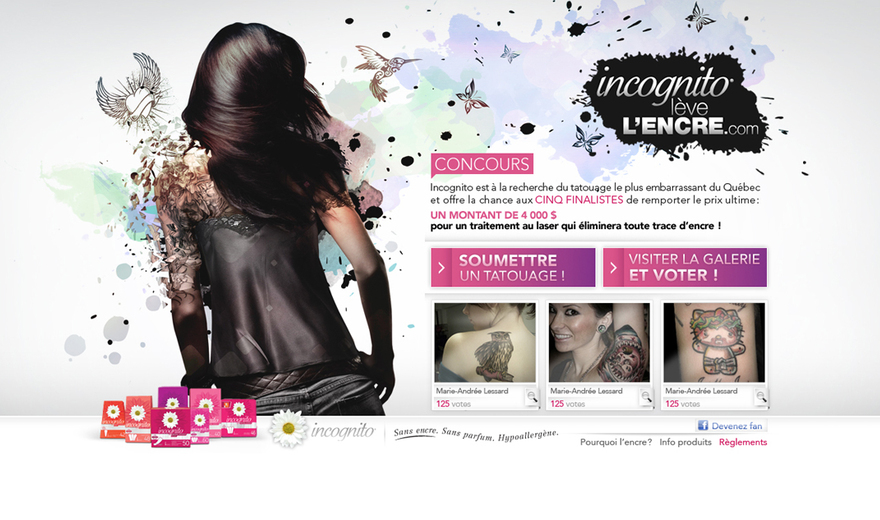 incognito
lève
L'ENCRE.com
CONCOURS
Incognito est à la recherche du tatouage le plus embarrassant du Québec
et offre la chance aux CINQ FINALISTES de remporter le prix ultime:
UN MONTANT DE 4 000 $
pour un traitement au laser qui éliminera toute trace d'encre !
SOUMETTRE
UN TATOUAGE !
VISITER LA GALERIE
ET VOTER !
Marie-Andrée Lessard
125 votes
Marie-Andrée Lessard
125 votes
Marie-Andrée Lessard
125 votes
incognito
Sans encre. Sans parfum. Hypoallergène.
Devenez fan
Pourquoi l'encre? Info produits Règlements